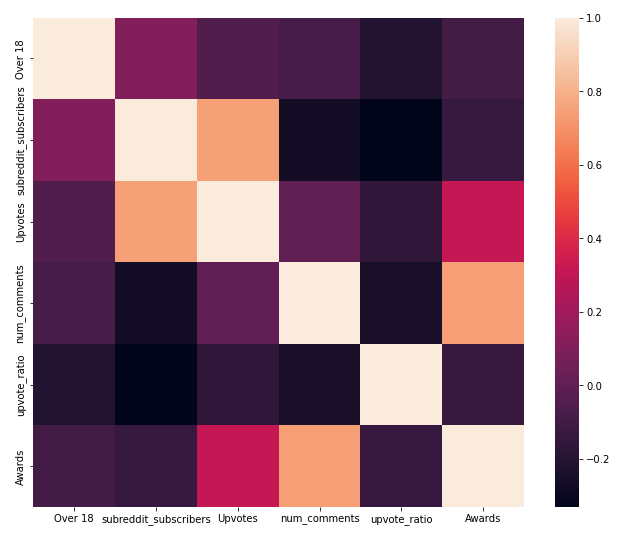 Over 18
subreddit_subscribers
Upvotes
num_comments
upvote_ratio
Awards
Over 18
subreddit_subscribers
Upvotes
num_comments
upvote_ratio
Awards
1.0
0.8
0.6
0.4
0.2
0.0
−0.2